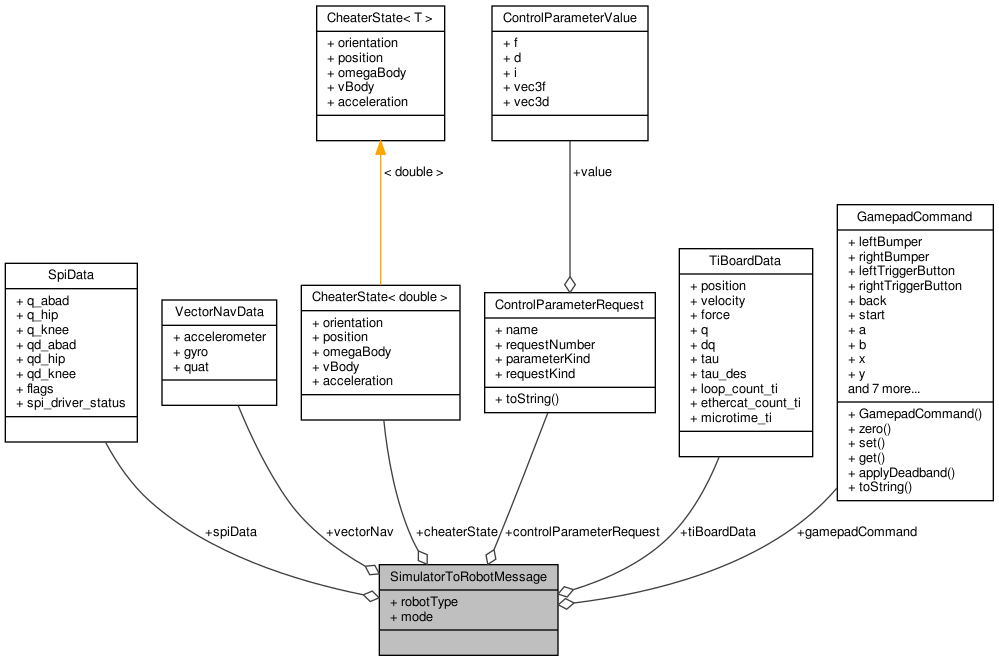 CheaterState< T >
+ orientation
+ position
+ omegaBody
+ vBody
+ acceleration
ControlParameterValue
+ f
+ d
+ i
+ vec3f
+ vec3d
< double >
+value
GamepadCommand
+ leftBumper
+ rightBumper
+ leftTriggerButton
+ rightTriggerButton
+ back
+ start
+ a
+ b
+ x
+ y
and 7 more...
+ GamepadCommand()
+ zero()
+ set()
+ get()
+ applyDeadband()
+ toString()
SpiData
+ q_abad
+ q_hip
+ q_knee
+ qd_abad
+ qd_hip
+ qd_knee
+ flags
+ spi_driver_status
VectorNavData
+ accelerometer
+ gyro
+ quat
CheaterState< double >
+ orientation
+ position
+ omegaBody
+ vBody
+ acceleration
ControlParameterRequest
+ name
+ requestNumber
+ parameterKind
+ requestKind
+ toString()
TiBoardData
+ position
+ velocity
+ force
+ q
+ dq
+ tau
+ tau_des
+ loop_count_ti
+ ethercat_count_ti
+ microtime_ti
+spiData
+vectorNav
+cheaterState
+controlParameterRequest
+tiBoardData
+gamepadCommand
SimulatorToRobotMessage
+ robotType
+ mode